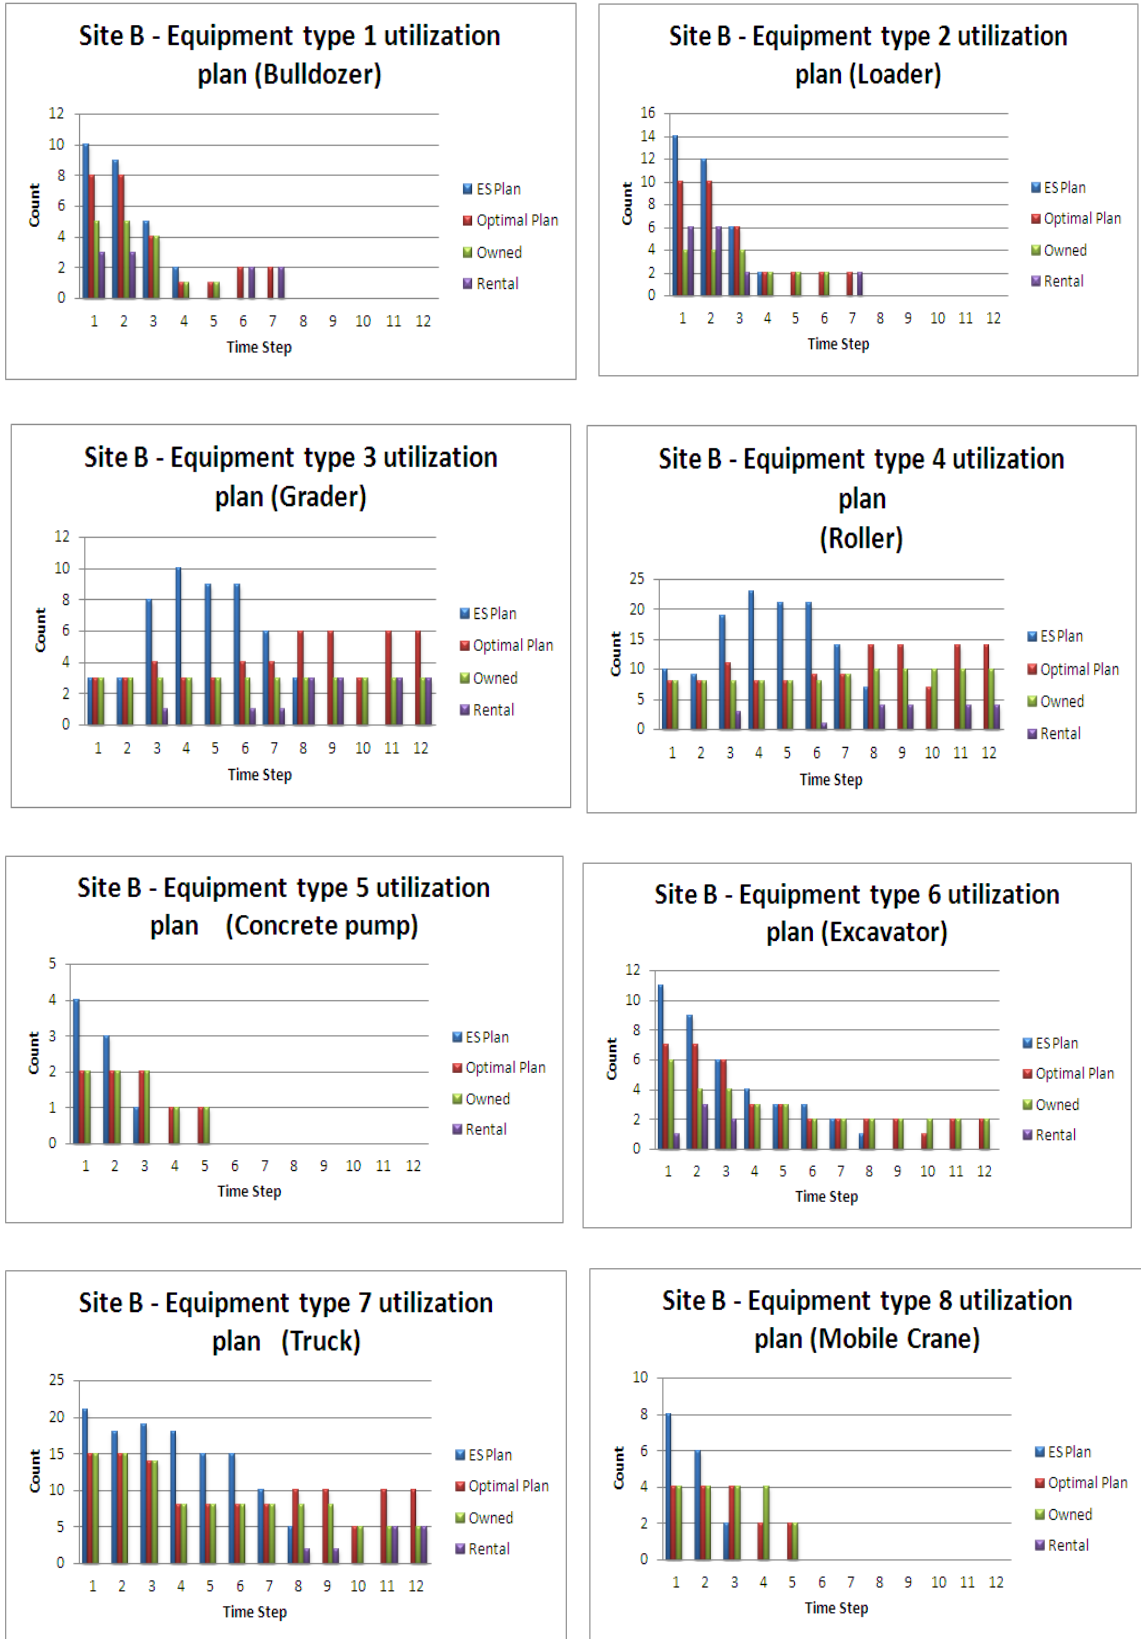 Site B - Equipment type 1 utilization
plan (Bulldozer)
12
10
8
6
4
2
0
Count
1 2 3 4 5 6 7 8 9 10 11 12
Time Step
ES Plan
Optimal Plan
Owned
Rental
Site B - Equipment type 2 utilization
plan (Loader)
16
14
12
10
8
6
4
2
0
Count
1 2 3 4 5 6 7 8 9 10 11 12
Time Step
ES Plan
Optimal Plan
Owned
Rental
Site B - Equipment type 3 utilization
plan (Grader)
12
10
8
6
4
2
0
Count
1 2 3 4 5 6 7 8 9 10 11 12
Time Step
ES Plan
Optimal Plan
Owned
Rental
Site B - Equipment type 4 utilization
plan
(Roller)
25
20
15
10
5
0
Count
1 2 3 4 5 6 7 8 9 10 11 12
Time Step
ES Plan
Optimal Plan
Owned
Rental
Site B - Equipment type 5 utilization
plan (Concrete pump)
5
4
3
2
1
0
Count
1 2 3 4 5 6 7 8 9 10 11 12
Time Step
ES Plan
Optimal Plan
Owned
Rental
Site B - Equipment type 6 utilization
plan (Excavator)
12
10
8
6
4
2
0
Count
1 2 3 4 5 6 7 8 9 10 11 12
Time Step
ES Plan
Optimal Plan
Owned
Rental
Site B - Equipment type 7 utilization
plan (Truck)
25
20
15
10
5
0
Count
1 2 3 4 5 6 7 8 9 10 11 12
Time Step
ES Plan
Optimal Plan
Owned
Rental
Site B - Equipment type 8 utilization
plan (Mobile Crane)
10
8
6
4
2
0
Count
1 2 3 4 5 6 7 8 9 10 11 12
Time Step
ES Plan
Optimal Plan
Owned
Rental